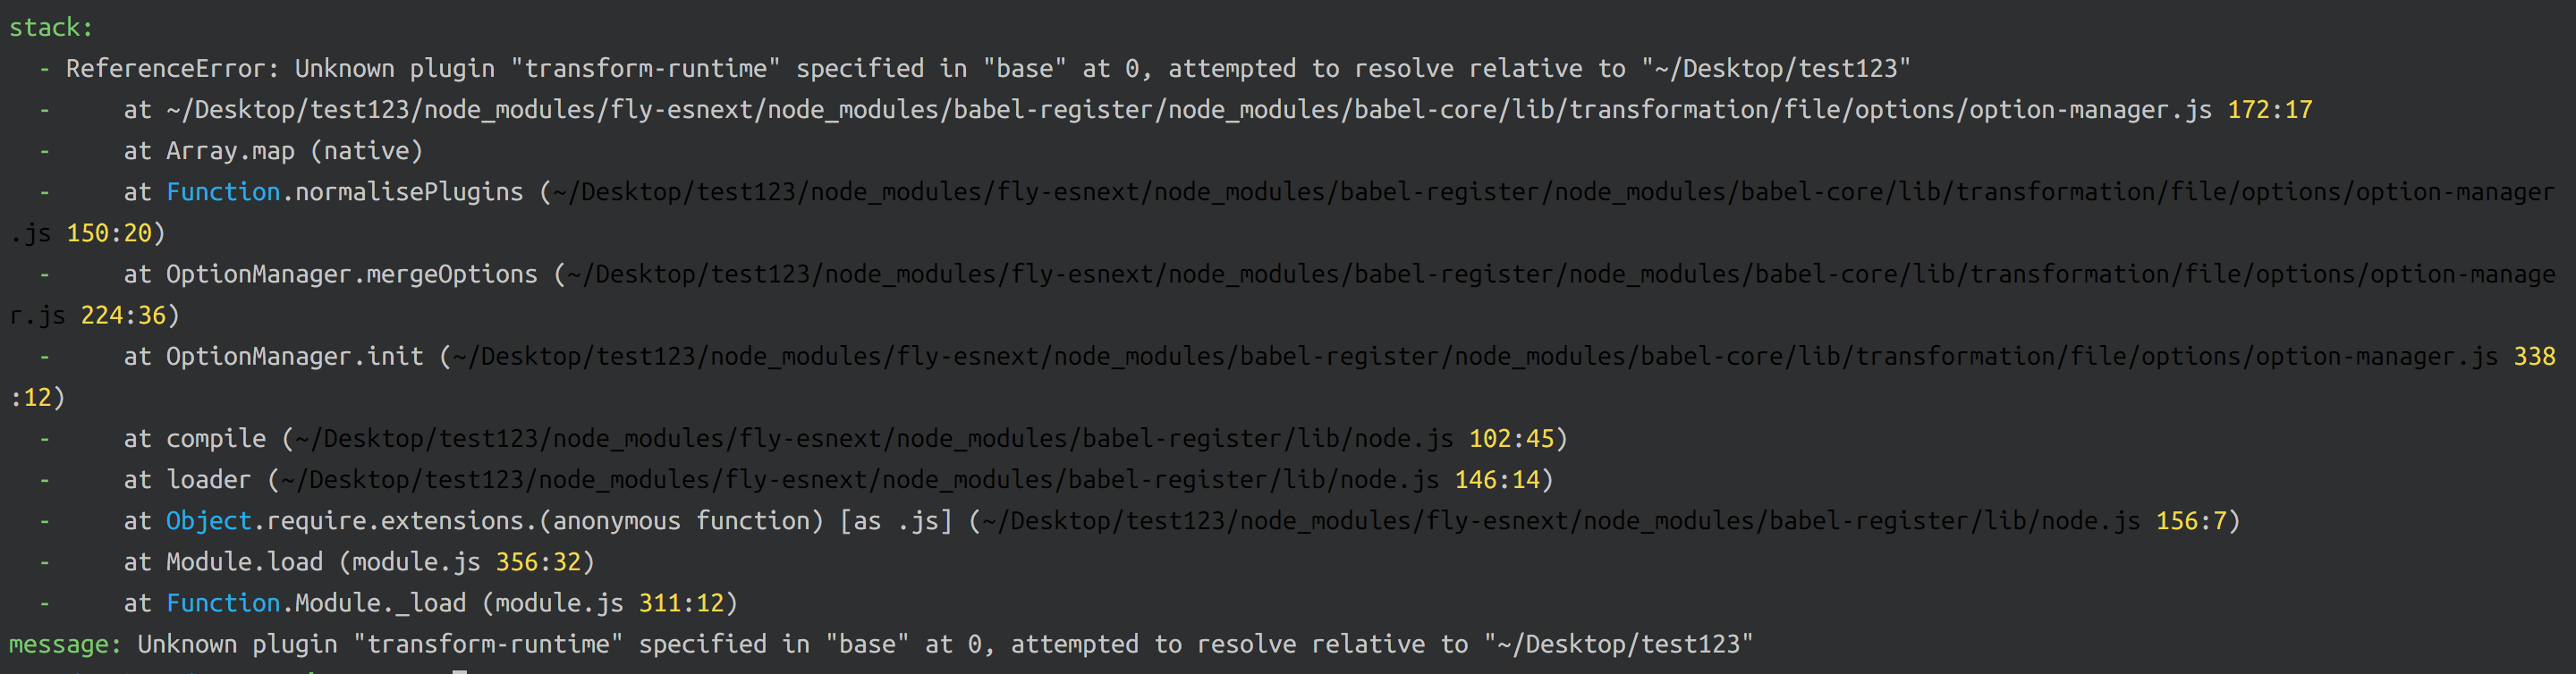 stack:
- ReferenceError: Unknown plugin "transform-runtime" specified in "base" at 0, attempted to resolve relative to "~/Desktop/test123"
- at ~/Desktop/test123/node_modules/fly-esnext/node_modules/babel-register/node_modules/babel-core/lib/transformation/file/options/option-manager.js 172:17
- at Array.map (native)
- at Function.normalisePlugins (~/Desktop/test123/node_modules/fly-esnext/node_modules/babel-register/node_modules/babel-core/lib/transformation/file/options/option-manager
.js 150:20)
- at OptionManager.mergeOptions (~/Desktop/test123/node_modules/fly-esnext/node_modules/babel-register/node_modules/babel-core/lib/transformation/file/options/option-manage
r.js 224:36)
- at OptionManager.init (~/Desktop/test123/node_modules/fly-esnext/node_modules/babel-register/node_modules/babel-core/lib/transformation/file/options/option-manager.js 338
:12)
- at compile (~/Desktop/test123/node_modules/fly-esnext/node_modules/babel-register/lib/node.js 102:45)
- at loader (~/Desktop/test123/node_modules/fly-esnext/node_modules/babel-register/lib/node.js 146:14)
- at Object.require.extensions.(anonymous function) [as .js] (~/Desktop/test123/node_modules/fly-esnext/node_modules/babel-register/lib/node.js 156:7)
- at Module.load (module.js 356:32)
- at Function.Module._load (module.js 311:12)
message: Unknown plugin "transform-runtime" specified in "base" at 0, attempted to resolve relative to "~/Desktop/test123"